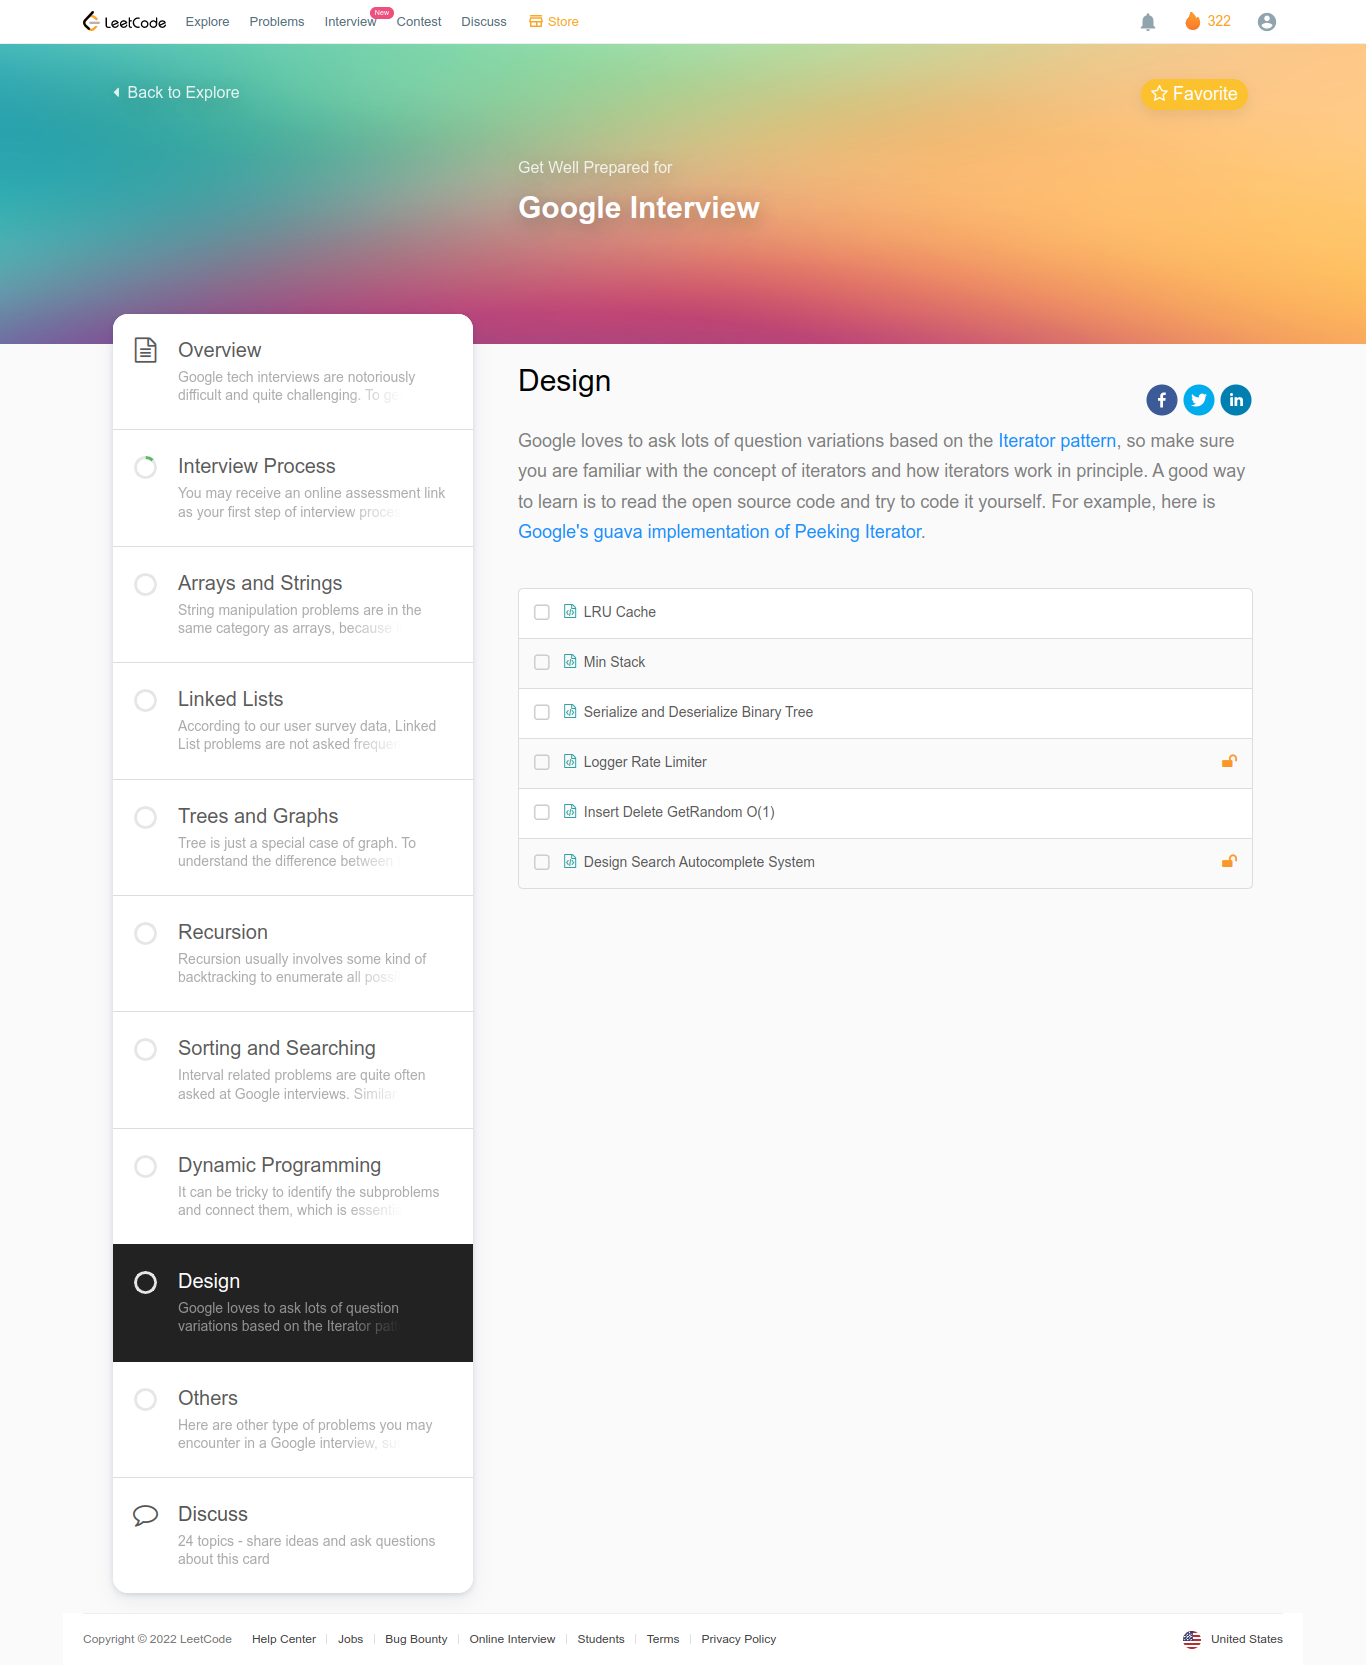 LeetCode Explore Problems Interview New Contest Discuss Store 322
Back to Explore
Favorite
Get Well Prepared for
Google Interview
Overview
Google tech interviews are notoriously
difficult and quite challenging. To ge
Interview Process
You may receive an online assessment link
as your first step of interview proce
Arrays and Strings
String manipulation problems are in the
same category as arrays, because
Linked Lists
According to our user survey data, Linked
List problems are not asked freque
Trees and Graphs
Tree is just a special case of graph. To
understand the difference between
Recursion
Recursion usually involves some kind of
backtracking to enumerate all poss
Sorting and Searching
Interval related problems are quite often
asked at Google interviews. Simila
Dynamic Programming
It can be tricky to identify the subproblems
and connect them, which is essenti
Design
Google loves to ask lots of question
variations based on the Iterator pat
Others
Here are other type of problems you may
encounter in a Google interview, su
Discuss
24 topics - share ideas and ask questions
about this card
Design
Google loves to ask lots of question variations based on the Iterator pattern, so make sure
you are familiar with the concept of iterators and how iterators work in principle. A good way
to learn is to read the open source code and try to code it yourself. For example, here is
Google's guava implementation of Peeking Iterator.
LRU Cache
Min Stack
Serialize and Deserialize Binary Tree
Logger Rate Limiter
Insert Delete GetRandom O(1)
Design Search Autocomplete System
Copyright © 2022 LeetCode Help Center Jobs Bug Bounty Online Interview Students Terms Privacy Policy United States